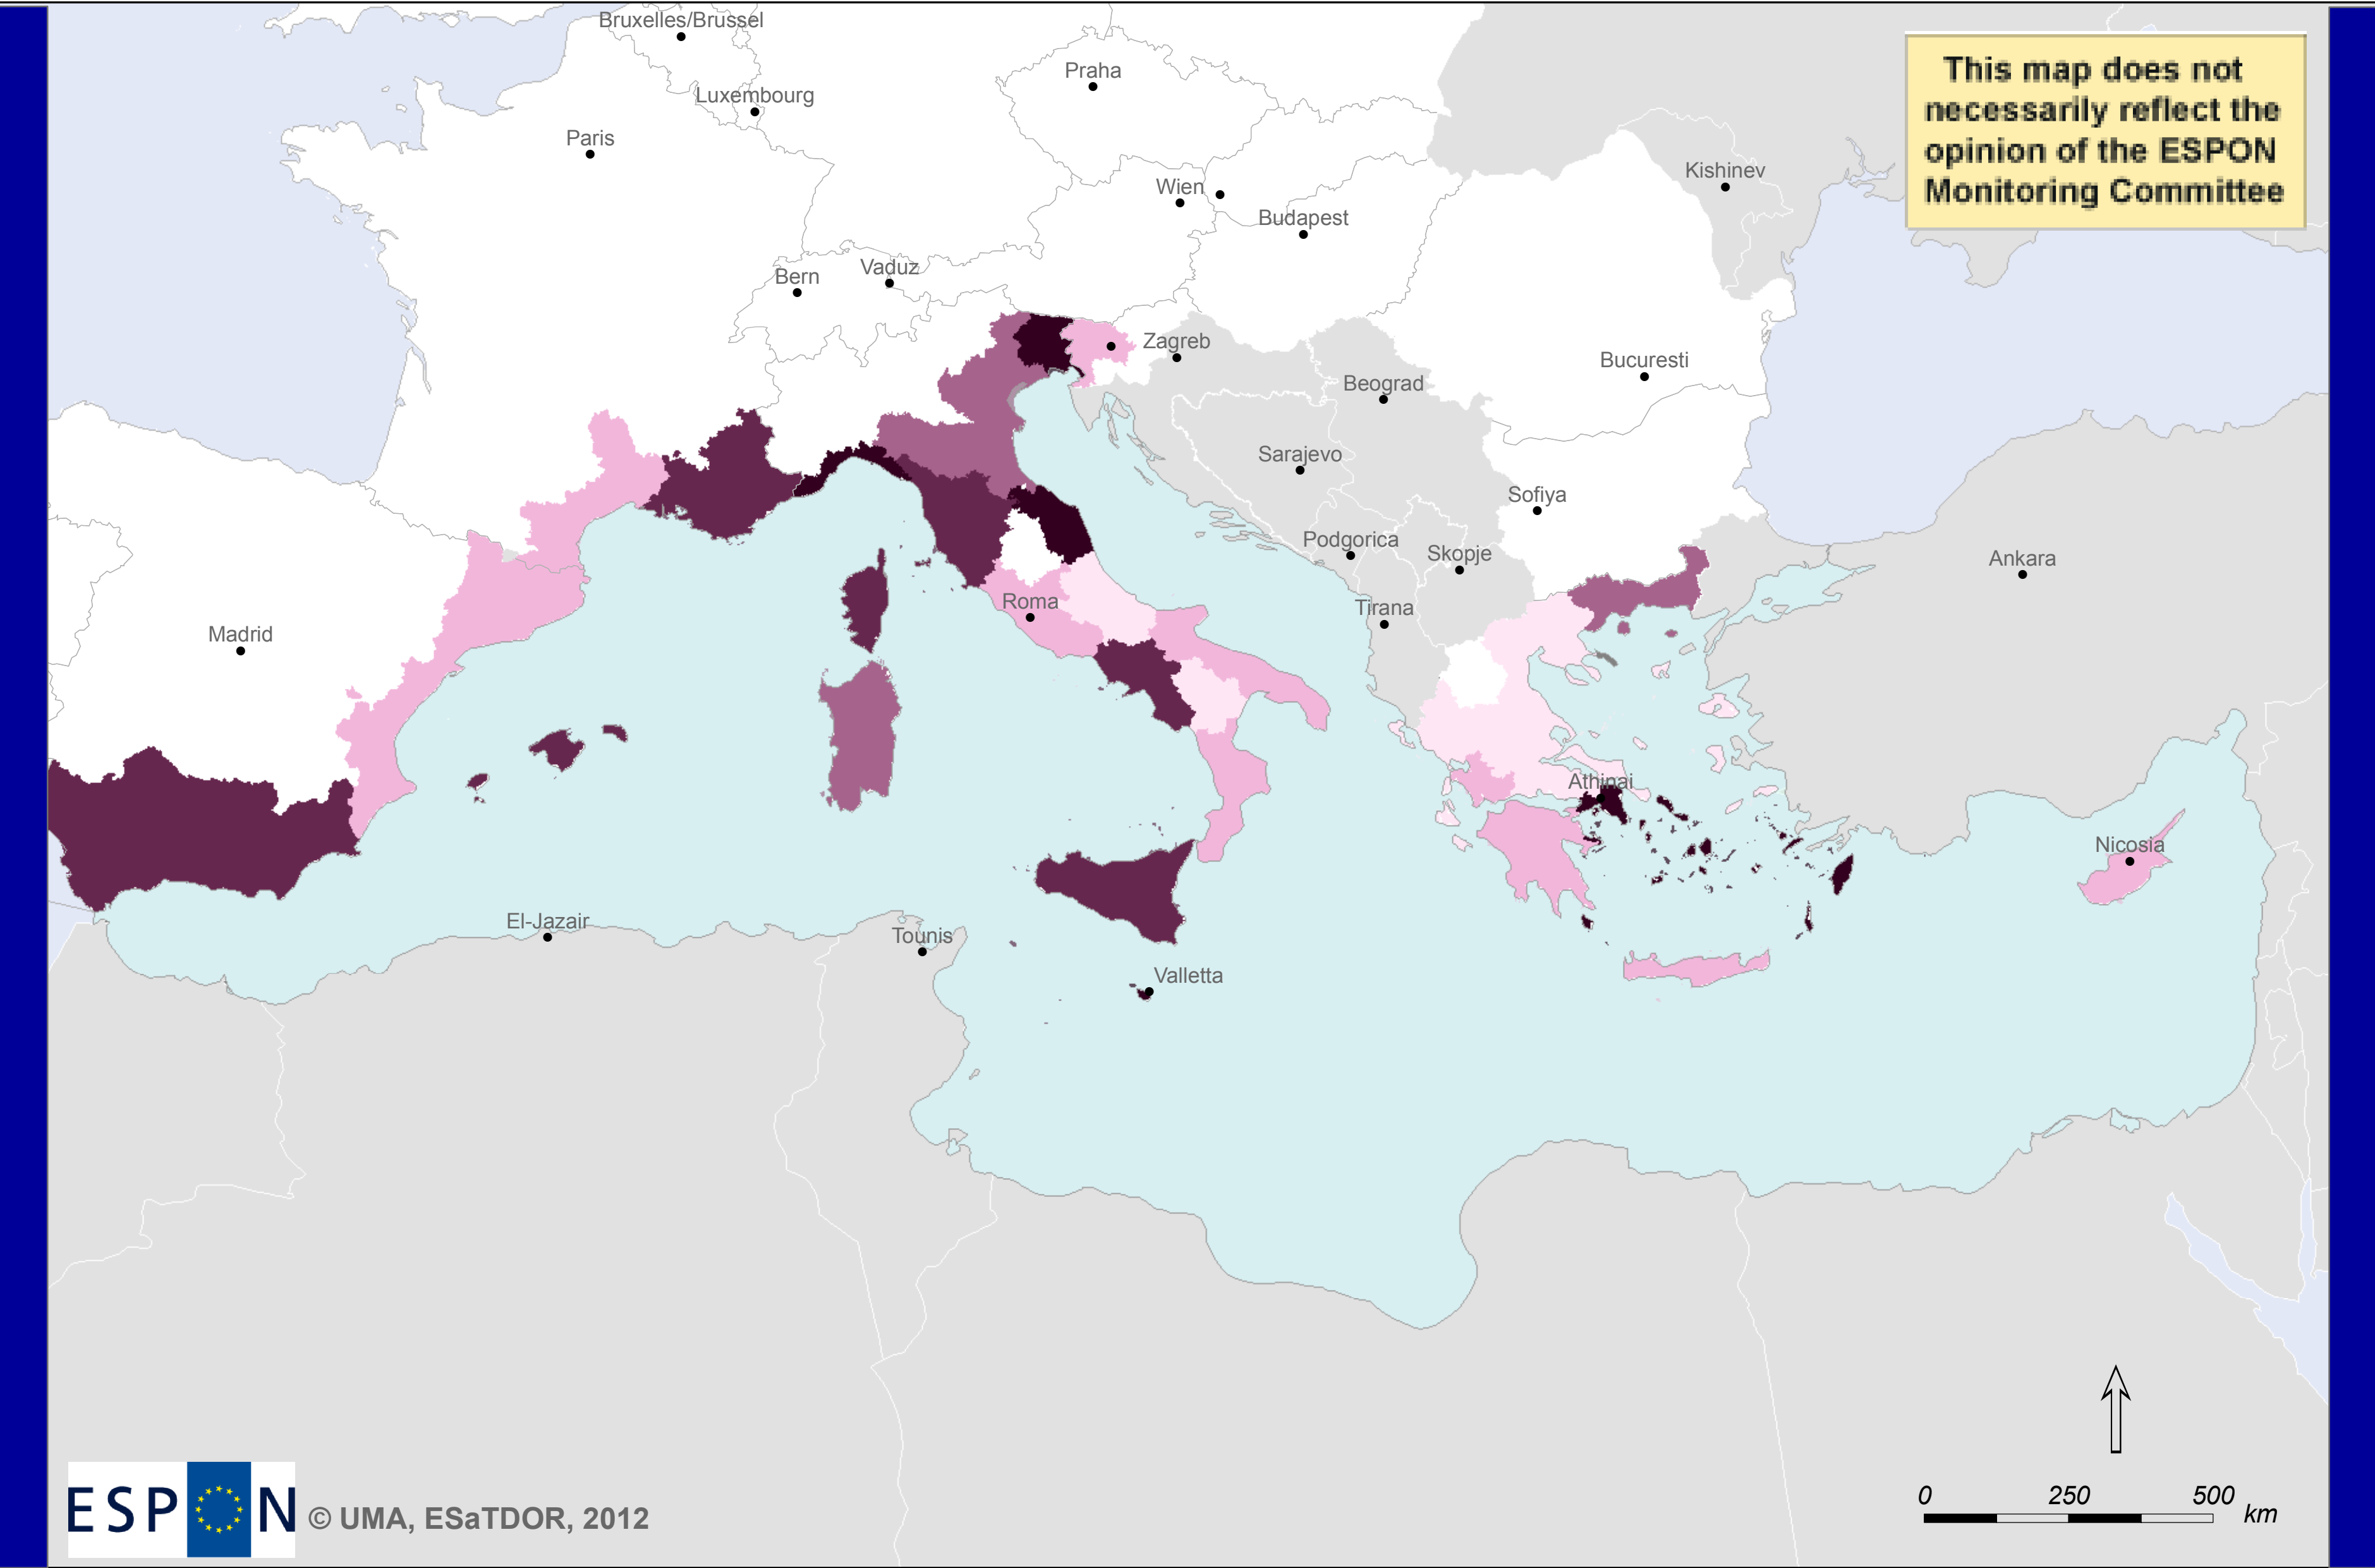 Bruxelles/Brussel
This map does not
necessarily reflect the
opinion of the ESPON
Monitoring Committee
Praha
Luxembourg
Paris
Kishinev
Wien
Budapest
Vaduz
Bern
Zagreb
Bucuresti
Beograd
Sarajevo
Sofiya
Podgorica
Skopje
Ankara
Roma
Tirana
Madrid
Athinai
Nicosia
El-Jazair
Tounis
Valletta
0 250 500 km
ESPON © UMA, ESaTDOR, 2012